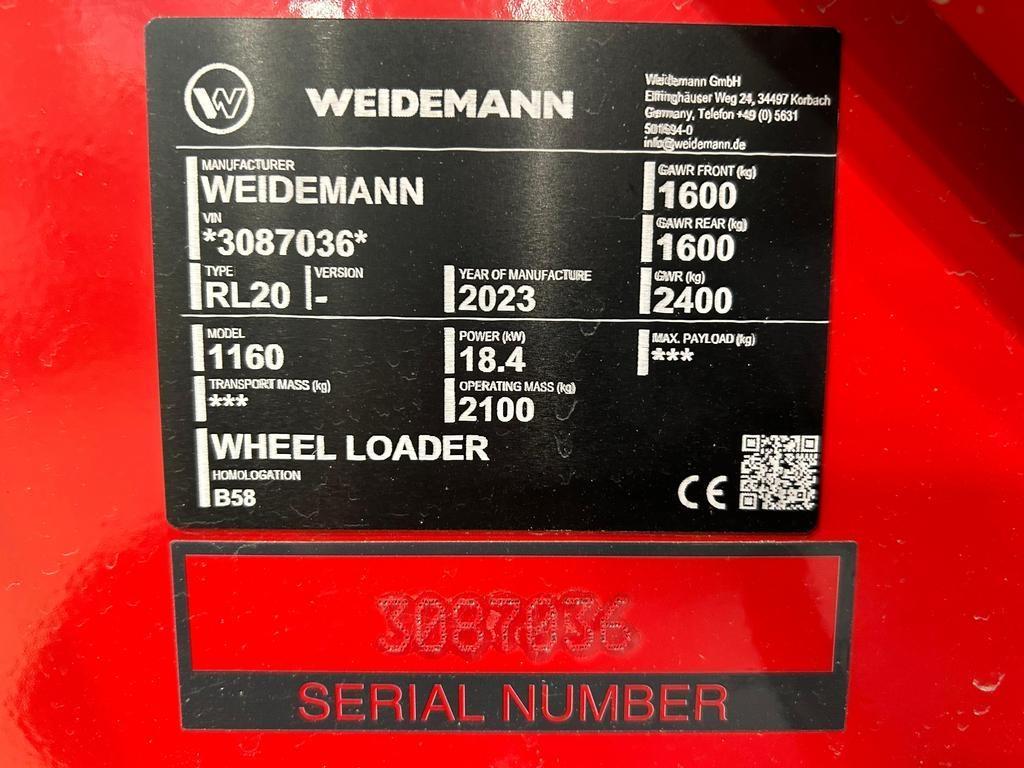 W WEIDEMANN
Weidemann GmbH
Elfringhäuser Weg 24, 34497 Korbach
Germany, Telefon +49 (0) 5631
501694-0
info@weidemann.de
MANUFACTURER
WEIDEMANN
GAWR FRONT (kg)
1600
VIN
*3087036*
GAWR REAR (kg)
1600
TYPE VERSION YEAR OF MANUFACTURE GWR (kg)
RL20 - 2023 2400
MODEL POWER (kW) MAX. PAYLOAD (kg)
1160 18.4 ***
TRANSPORT MASS (kg) OPERATING MASS (kg)
*** 2100
WHEEL LOADER
HOMOLOGATION
B58
CE
3087036
SERIAL NUMBER